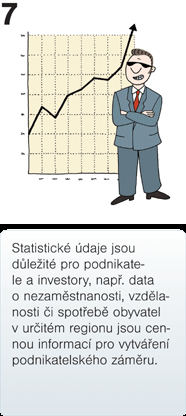 7
Statistické údaje jsou
důležité pro podnikate-
le a investory, např. data
o nezaměstnanosti, vzděla-
nosti či spotřebě obyvatel
v určitém regionu jsou cen-
nou informací pro vytváření
podnikatelského záměru.